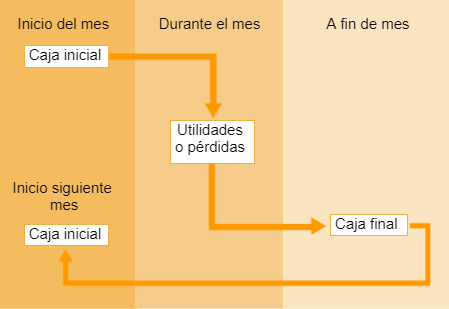 Inicio del mes
Durante el mes
A fin de mes
Caja inicial
Utilidades
o pérdidas
Inicio siguiente
mes
Caja inicial
Caja final